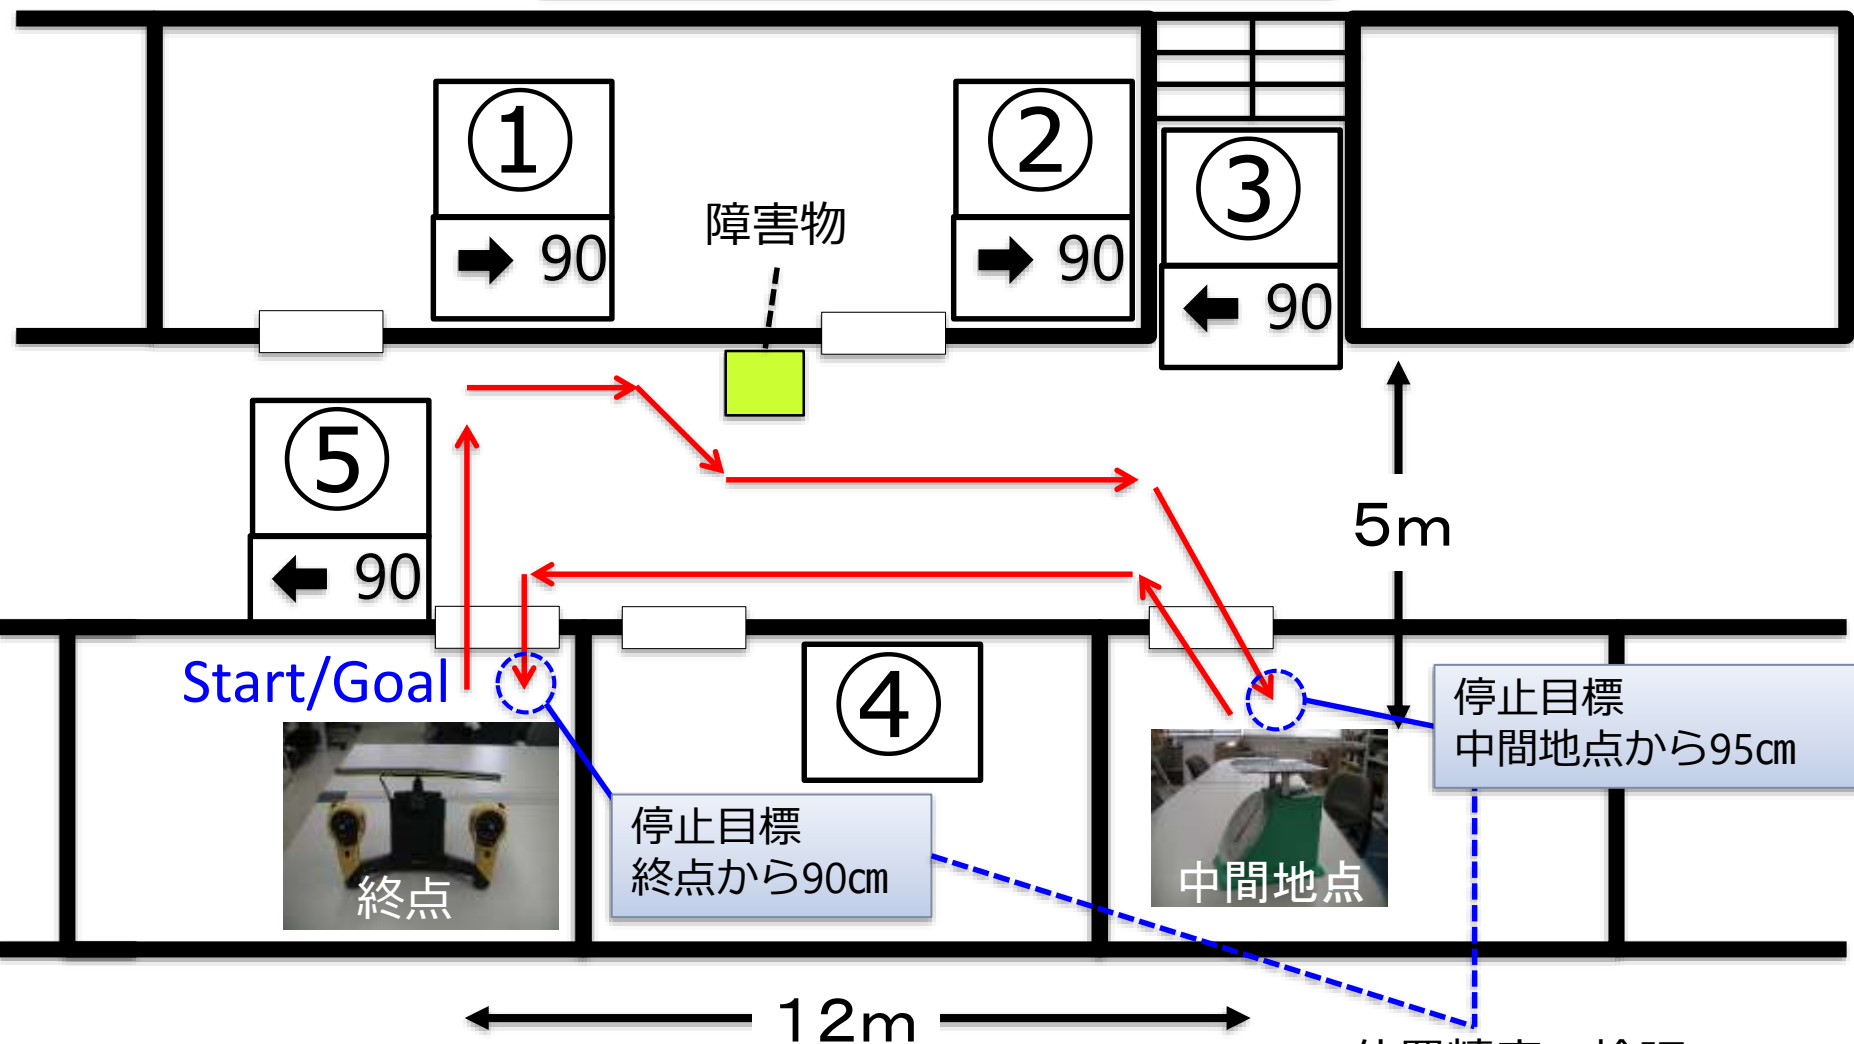 ①
➡ 90
②
➡ 90
③
⬅ 90
障害物
⑤
⬅ 90
5m
Start/Goal
④
停止目標
中間地点から95㎝
停止目標
終点から90㎝
終点
中間地点
12m